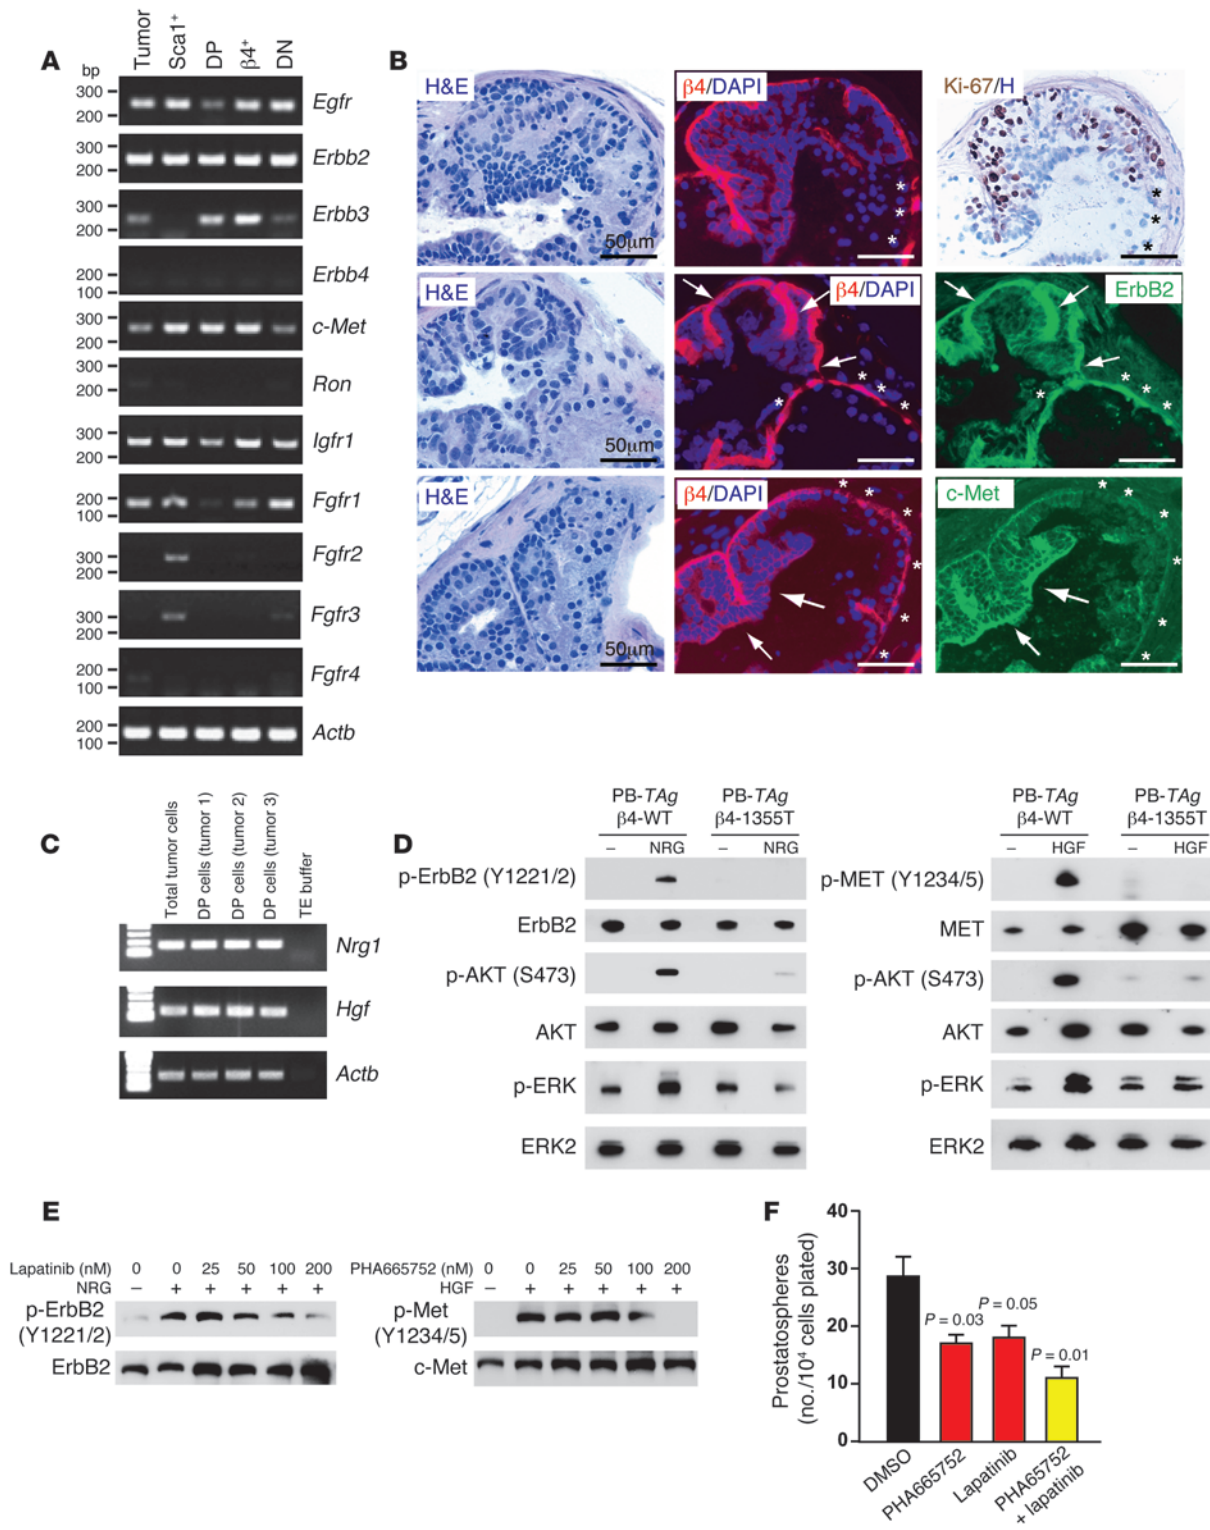 A
bp
Tumor
Sca1+
DP
β4+
DN
300
200
Egfr
300
200
Erbb2
300
200
Erbb3
200
100
Erbb4
300
200
c-Met
300
200
Ron
300
200
Igfr1
200
100
Fgfr1
300
200
Fgfr2
300
200
Fgfr3
200
100
Fgfr4
200
100
Actb
B
H&E
50μm
β4/DAPI
* * *
Ki-67/H
* * *
H&E
50μm
β4/DAPI
* * * *
ErbB2
* * * *
H&E
50μm
β4/DAPI
* * * * * *
c-Met
* * * * * *
C
Total tumor cells
DP cells (tumor 1)
DP cells (tumor 2)
DP cells (tumor 3)
TE buffer
Nrg1
Hgf
Actb
D
PB-TAg β4-WT
PB-TAg β4-1355T
– NRG – NRG
p-ErbB2 (Y1221/2)
ErbB2
p-AKT (S473)
AKT
p-ERK
ERK2
PB-TAg β4-WT
PB-TAg β4-1355T
– HGF – HGF
p-MET (Y1234/5)
MET
p-AKT (S473)
AKT
p-ERK
ERK2
E
Lapatinib (nM) 0 0 25 50 100 200
NRG – + + + + +
p-ErbB2
(Y1221/2)
ErbB2
PHA665752 (nM) 0 0 25 50 100 200
HGF – + + + + +
p-Met
(Y1234/5)
c-Met
F
Prostatospheres
(no./10⁴ cells plated)
40
30
20
10
0
P = 0.03
P = 0.05
P = 0.01
DMSO
PHA665752
Lapatinib
PHA65752
+ lapatinib